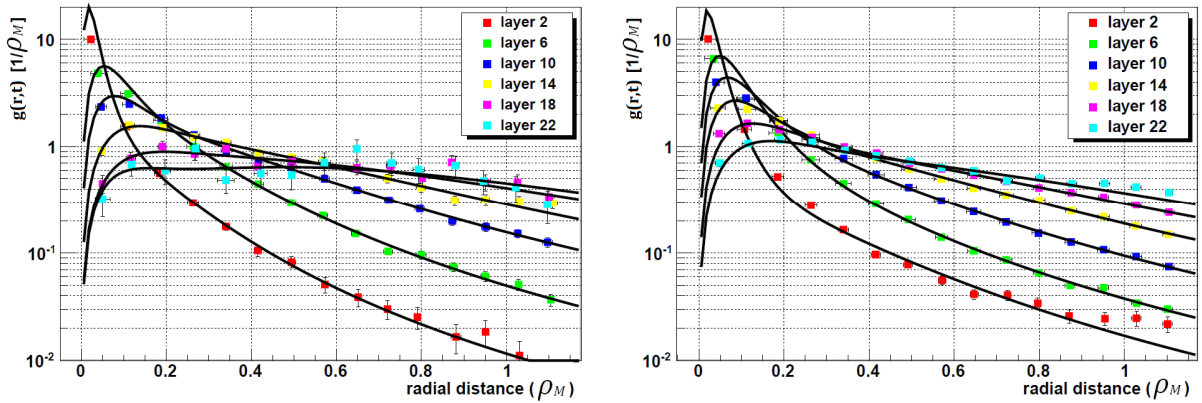 g(r,t) [1/ρM]
10
1
10-1
10-2
layer 2
layer 6
layer 10
layer 14
layer 18
layer 22
0 0.2 0.4 0.6 0.8 1
radial distance (ρM)
g(r,t) [1/ρM]
10
1
10-1
10-2
layer 2
layer 6
layer 10
layer 14
layer 18
layer 22
0 0.2 0.4 0.6 0.8 1
radial distance (ρM)